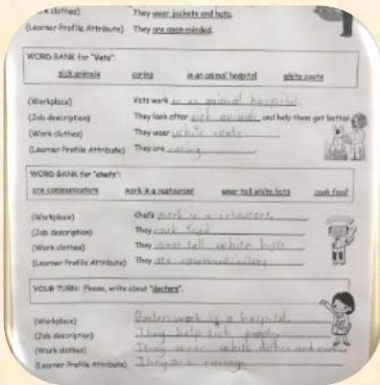 (Work clothes) They wear jackets and hats.
(Learner Profile Attribute) They are open-minded.
WORD BANK for "Vets":
sick animals caring in an animal hospital white coats
(Workplace) Vets work in an animal hospital.
(Job description) They look after sick animals and help them get better.
(Work clothes) They wear white coats
(Learner Profile Attribute) They are caring
WORD BANK for "chefs":
are communicators work in a restaurant wear tall white hats cook food
(Workplace) Chefs work in a restaurant
(Job description) They cook food
(Work clothes) They wear tall white hats
(Learner Profile Attribute) They are communicators
YOUR TURN: Please, write about "doctors".
(Workplace) Doctors work in a hospital.
(Job description) They help sick people
(Work clothes) They wear white clothes and
(Learner Profile Attribute) They are caring